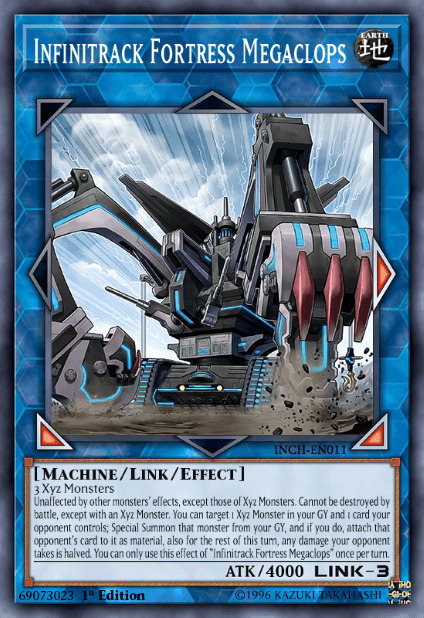 Infinitrack Fortress Megaclops
EARTH
地
INCH-EN011
[Machine/Link/Effect]
3 Xyz Monsters
Unaffected by other monsters' effects, except those of Xyz Monsters. Cannot be destroyed by
battle, except with an Xyz Monster. You can target 1 Xyz Monster in your GY and 1 card your
opponent controls; Special Summon that monster from your GY, and if you do, attach that
opponent's card to it as material, also for the rest of this turn, any damage your opponent
takes is halved. You can only use this effect of "Infinitrack Fortress Megaclops" once per turn.
ATK/4000 LINK-3
69073023 1st Edition ©1996 KAZUKI TAKAHASHI